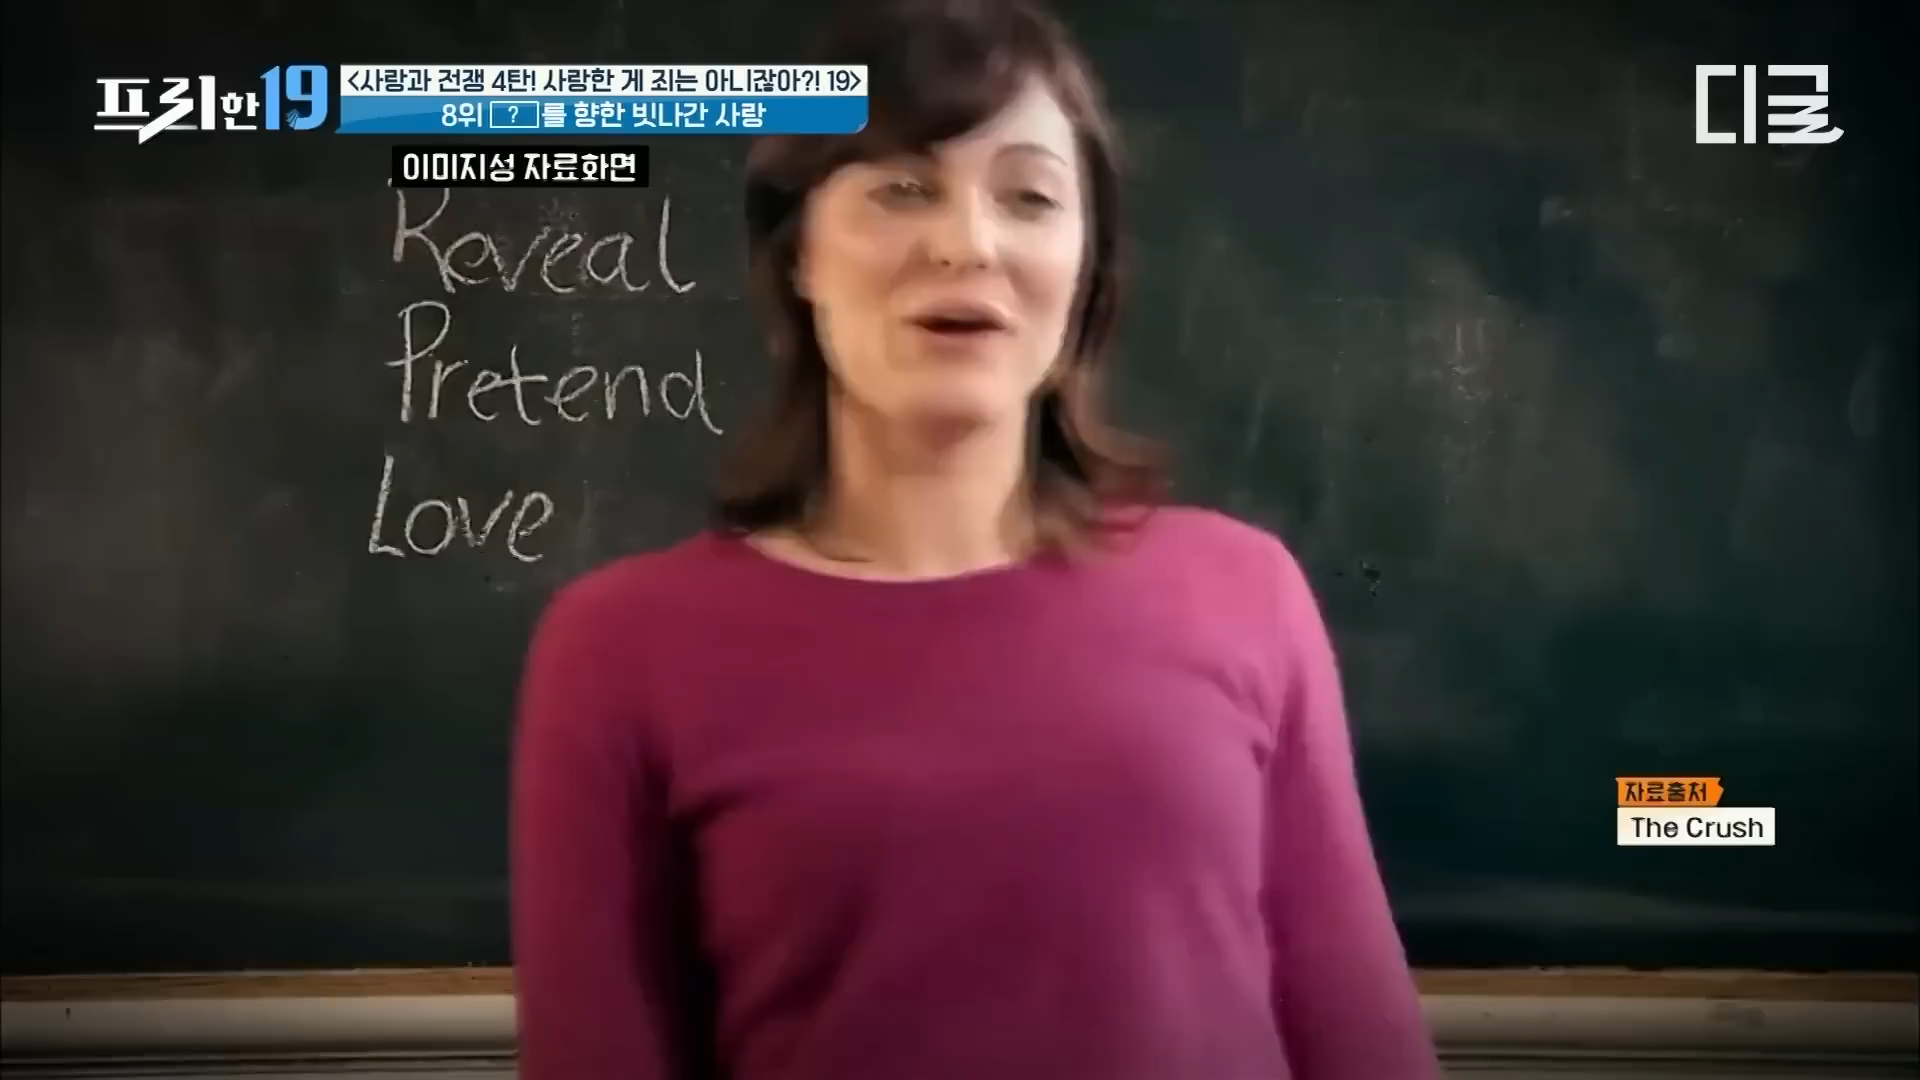 프리한19
<사랑과 전쟁 4탄! 사랑한 게 죄는 아니잖아?! 19>
8위 ?를 향한 빗나간 사랑
디글
이미지성 자료화면
Reveal
Pretend
Love
자료출처
The Crush